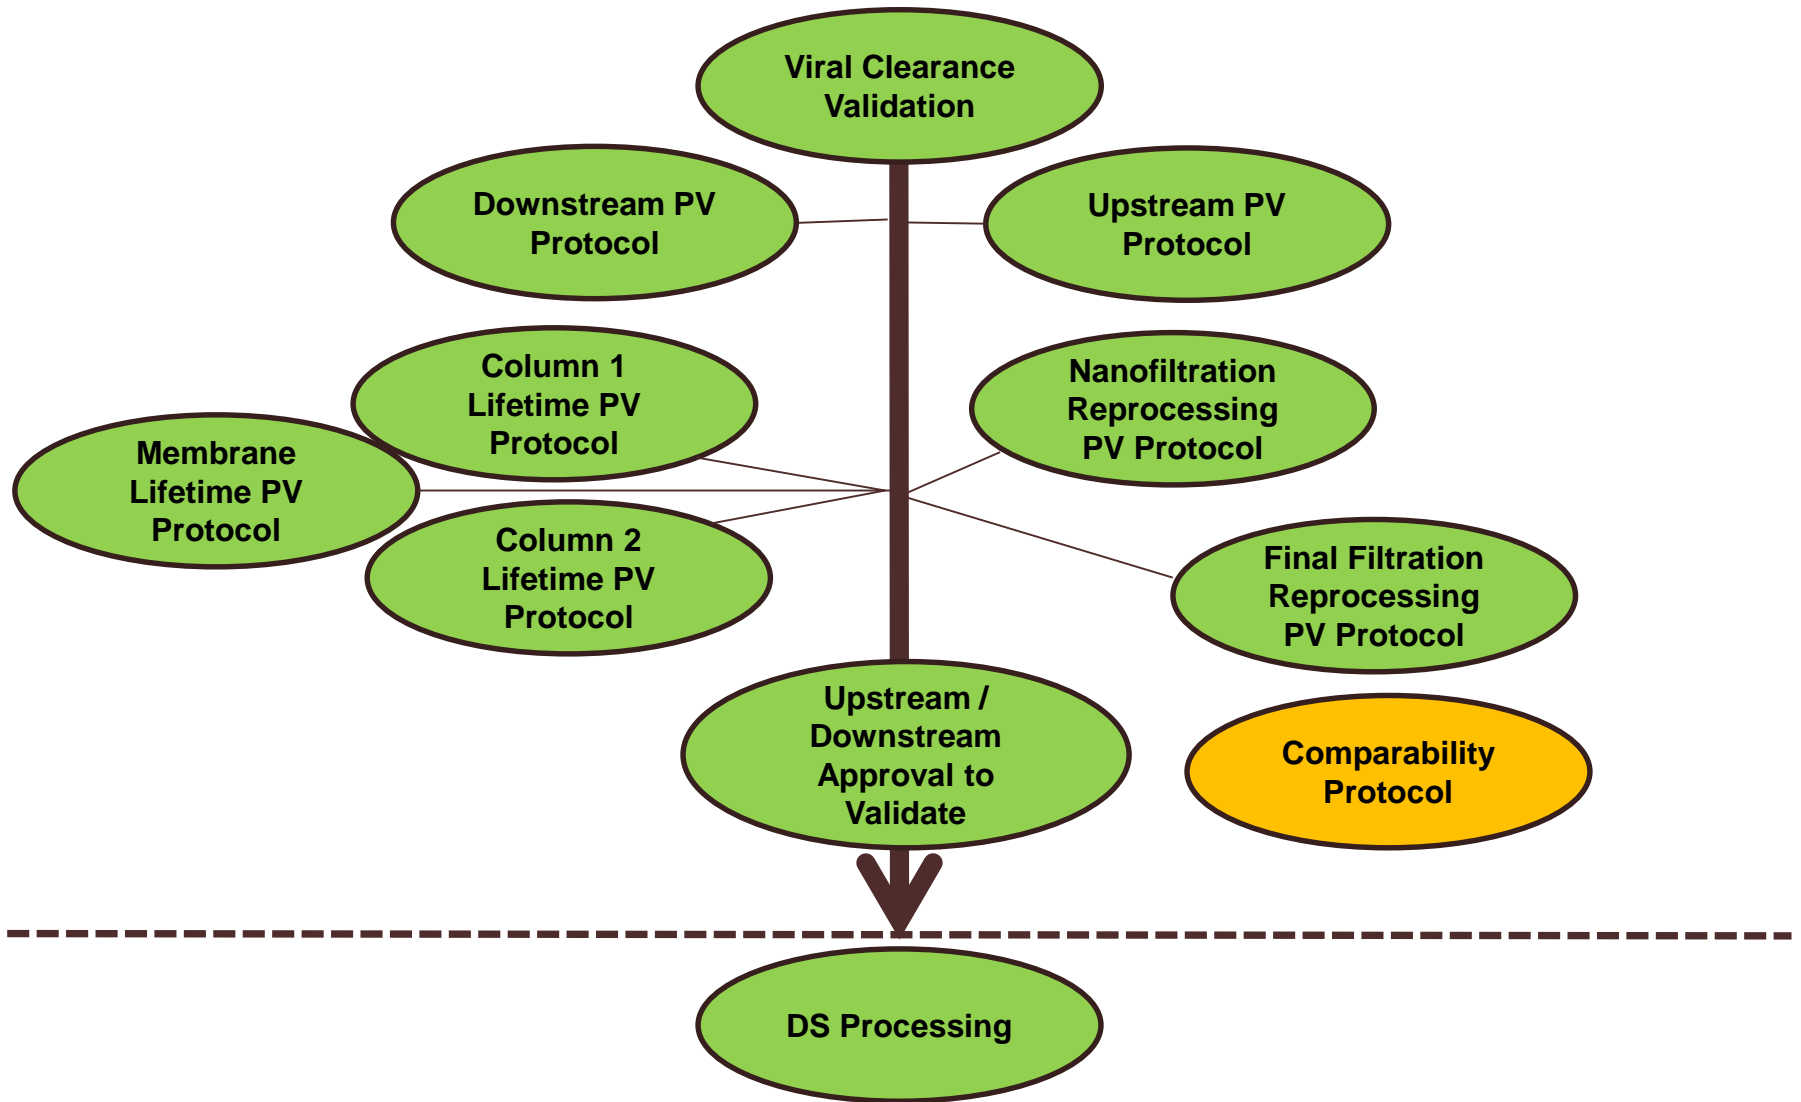 Viral Clearance
Validation
Downstream PV
Protocol
Upstream PV
Protocol
Column 1
Lifetime PV
Protocol
Nanofiltration
Reprocessing
PV Protocol
Membrane
Lifetime PV
Protocol
Column 2
Lifetime PV
Protocol
Final Filtration
Reprocessing
PV Protocol
Upstream /
Downstream
Approval to
Validate
Comparability
Protocol
DS Processing